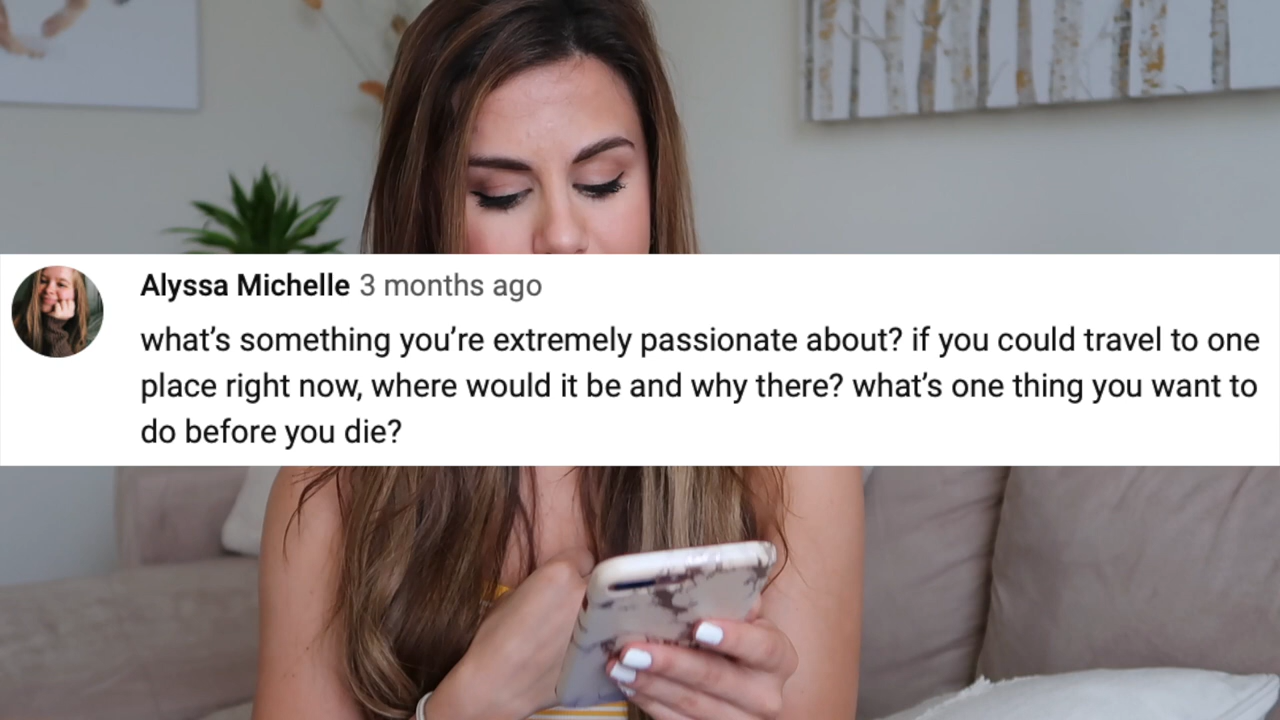 Alyssa Michelle 3 months ago
what’s something you’re extremely passionate about? if you could travel to one
place right now, where would it be and why there? what’s one thing you want to
do before you die?